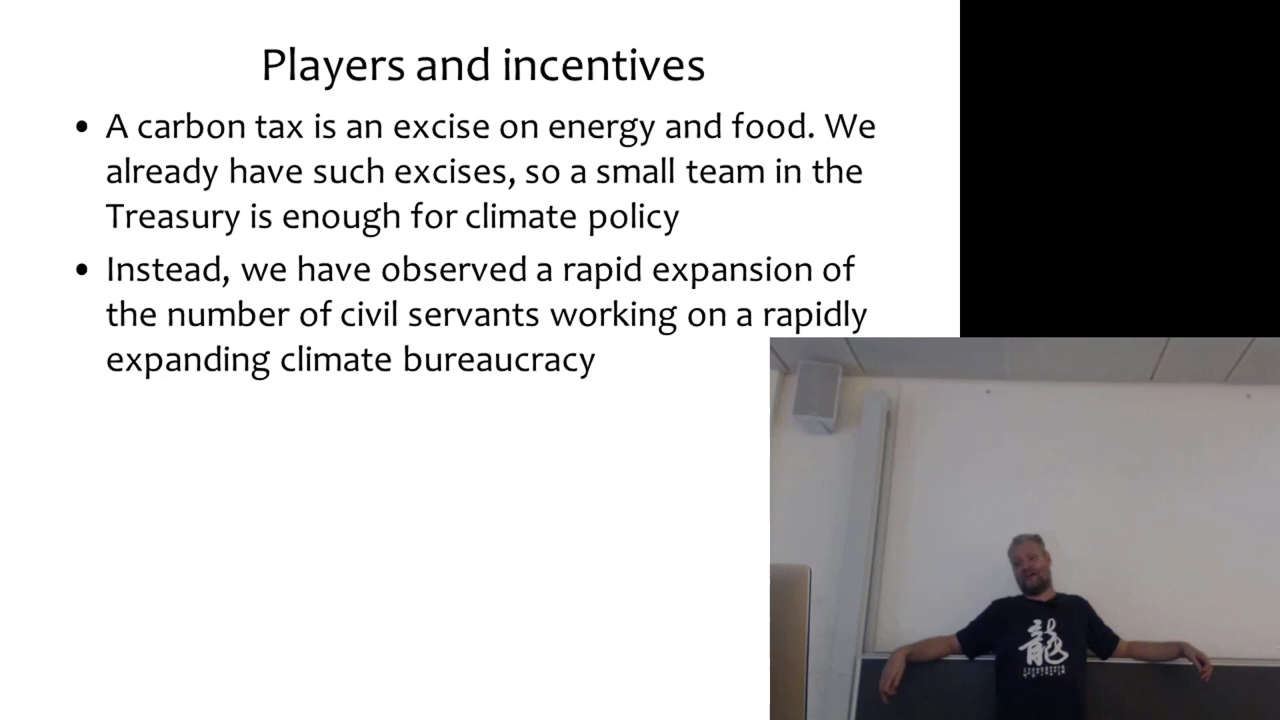 Players and incentives
• A carbon tax is an excise on energy and food. We
already have such excises, so a small team in the
Treasury is enough for climate policy
• Instead, we have observed a rapid expansion of
the number of civil servants working on a rapidly
expanding climate bureaucracy
龍